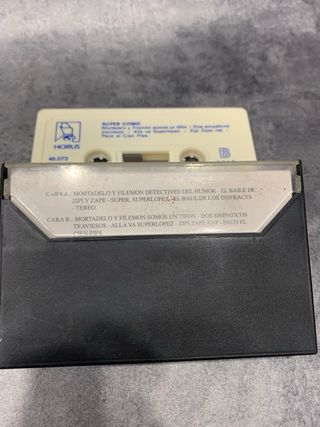 HORUS
SUPER COMIC
Mortadelo y Filemón somos un tifón - Dos simpáticos
traviesos - Alla va Superlópez - Zipi Zape rap -
Paco el Cien Pies
46.073
B
CARA A - MORTADELO Y FILEMON DETECTIVES DEL HUMOR - EL BAILE DE
ZIPI Y ZAPE - SUPER, SUPERLOPEZ - EL BAUL DE LOS DISFRACES
- TEBEO.
CARA B - MORTADELO Y FILEMON SOMOS UN TIFON - DOS SIMPATICOS
TRAVIESOS - ALLA VA SUPERLOPEZ - ZIPI ZAPE RAP - PACO EL
CIEN PIES